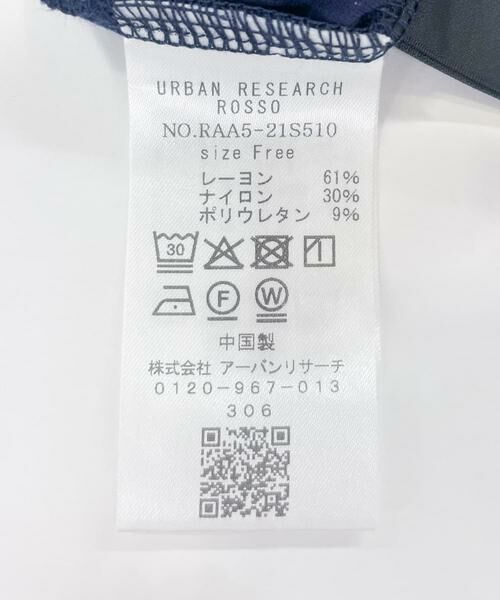 URBAN RESEARCH
ROSSO
NO.RAA5-21S510
size Free
レーヨン 61%
ナイロン 30%
ポリウレタン 9%
30
F W
中国製
株式会社 アーバンリサーチ
0120-967-013
306